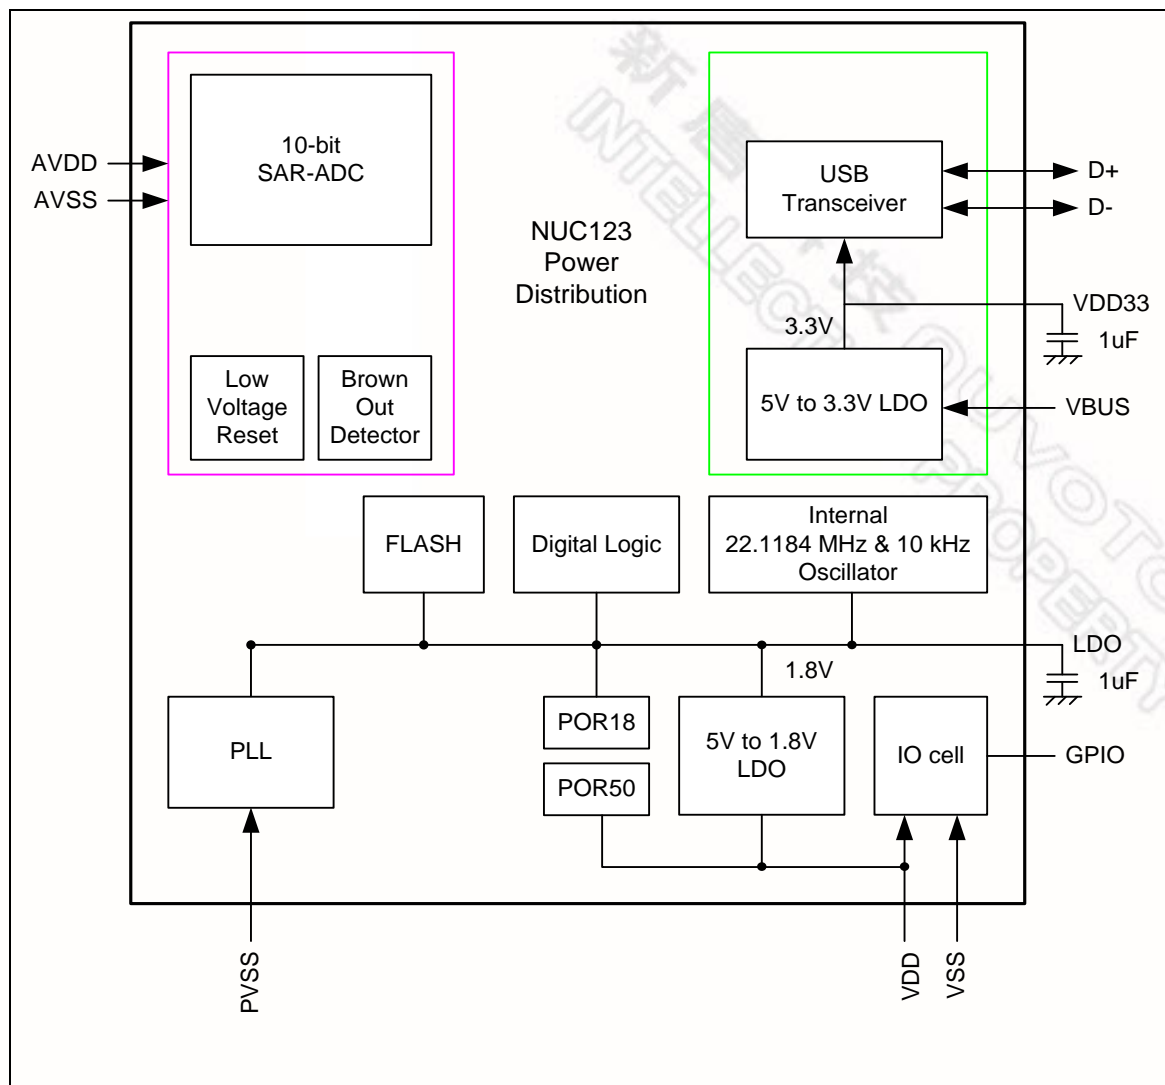 10-bit
SAR-ADC
AVDD
AVSS
Low
Voltage
Reset
Brown
Out
Detector
NUC123
Power
Distribution
USB
Transceiver
D+
D-
VDD33
1uF
3.3V
5V to 3.3V LDO
VBUS
FLASH
Digital Logic
Internal
22.1184 MHz & 10 kHz
Oscillator
LDO
1uF
1.8V
PLL
POR18
POR50
5V to 1.8V
LDO
IO cell
GPIO
PVSS
VDD
VSS